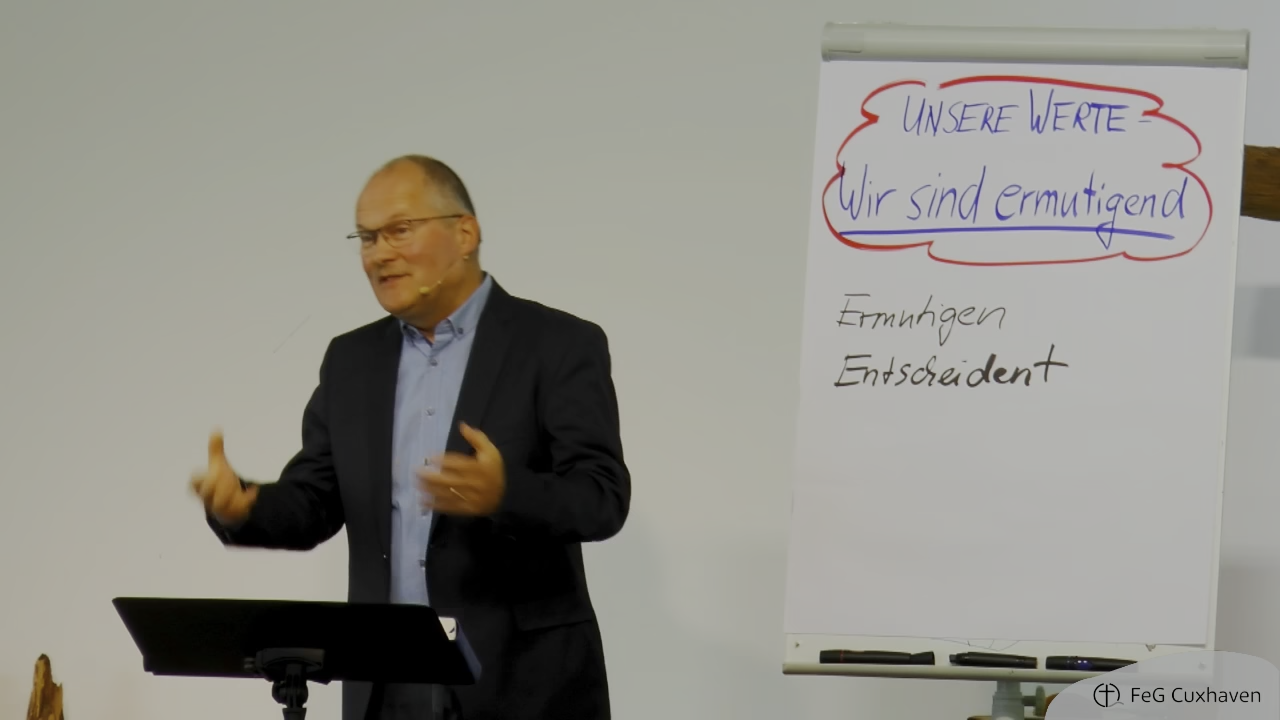 UNSERE WERTE-
Wir sind ermutigend
Ermutigen
Entscheident
FeG Cuxhaven